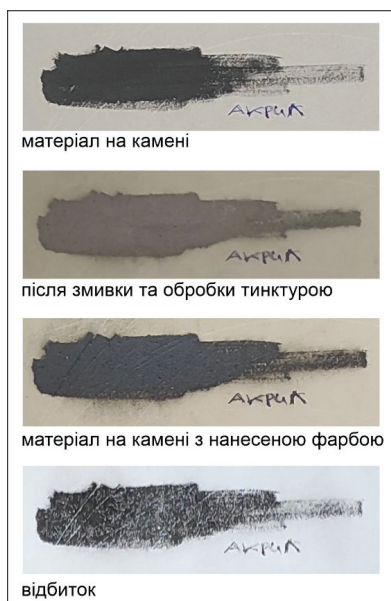 АКРИЛ
матеріал на камені
АКРИЛ
після змивки та обробки тинктурою
АКРИЛ
матеріал на камені з нанесеною фарбою
АКРИЛ
відбиток